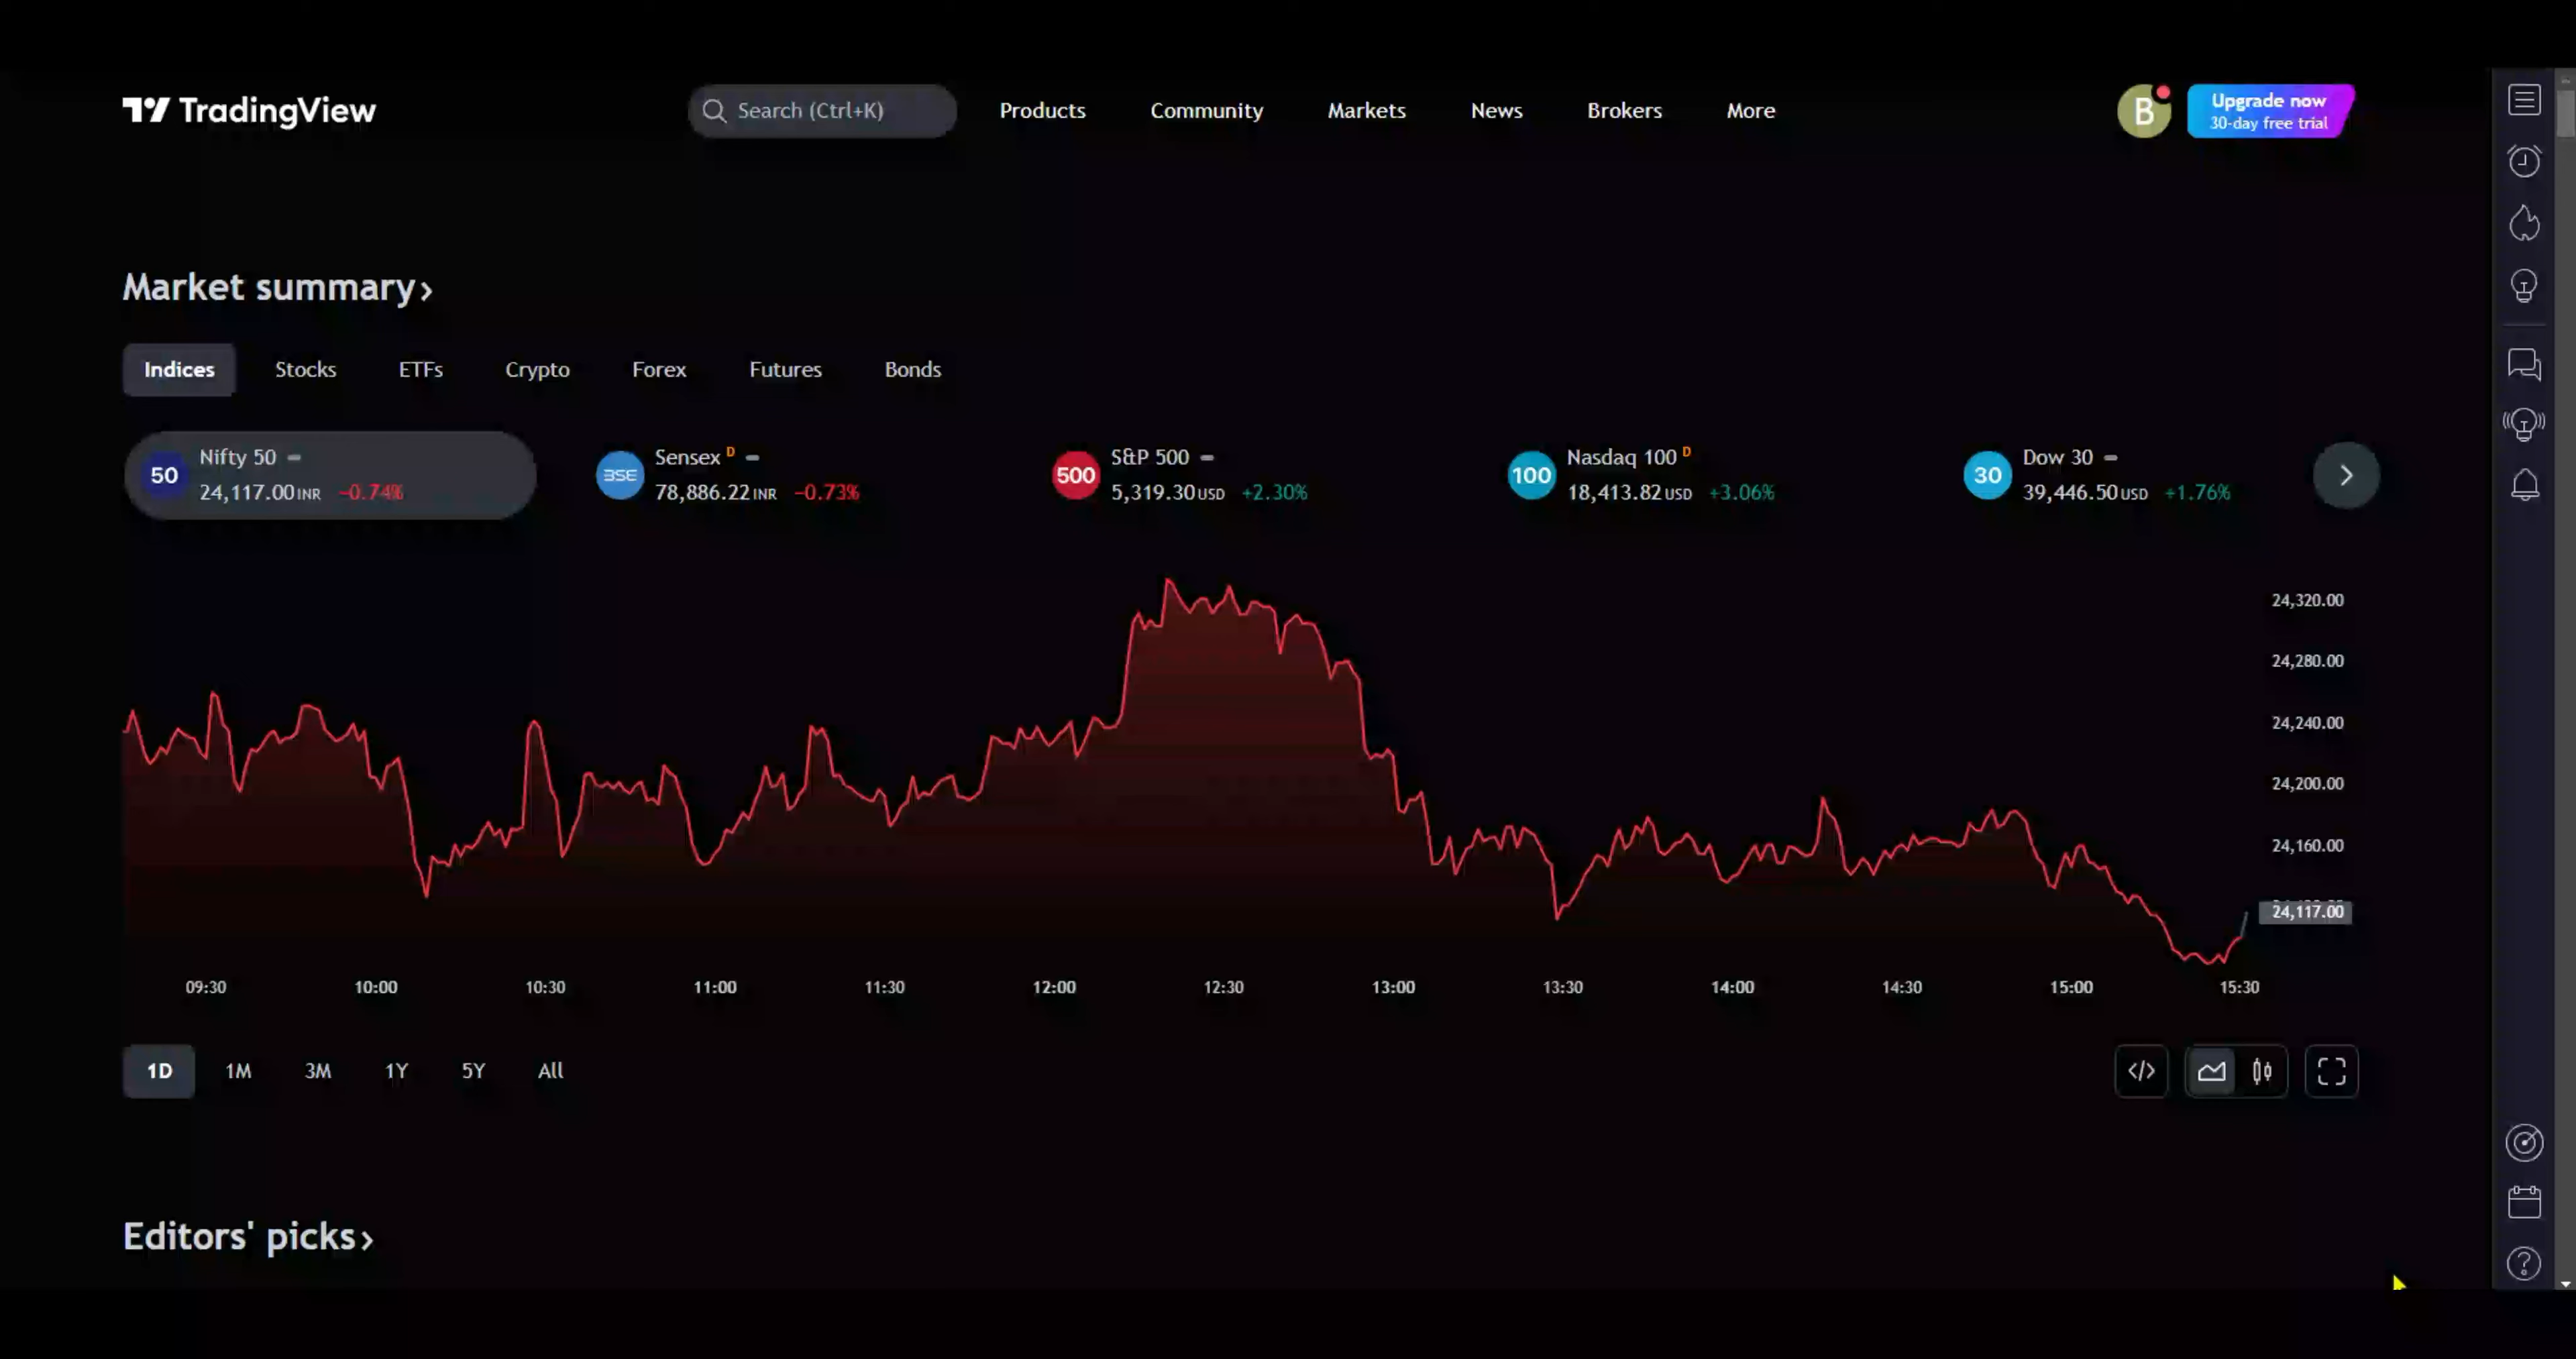 TradingView
Search (Ctrl+K)
Products
Community
Markets
News
Brokers
More
B
Upgrade now
30-day free trial
Market summary
Indices
Stocks
ETFs
Crypto
Forex
Futures
Bonds
50
Nifty 50
24,117.00 INR −0.74%
BSE
Sensex D
78,886.22 INR −0.73%
500
S&P 500
5,319.30 USD +2.30%
100
Nasdaq 100 D
18,413.82 USD +3.06%
30
Dow 30
39,446.50 USD +1.76%
24,320.00
24,280.00
24,240.00
24,200.00
24,160.00
24,117.00
09:30
10:00
10:30
11:00
11:30
12:00
12:30
13:00
13:30
14:00
14:30
15:00
15:30
1D
1M
3M
1Y
5Y
All
Editors' picks